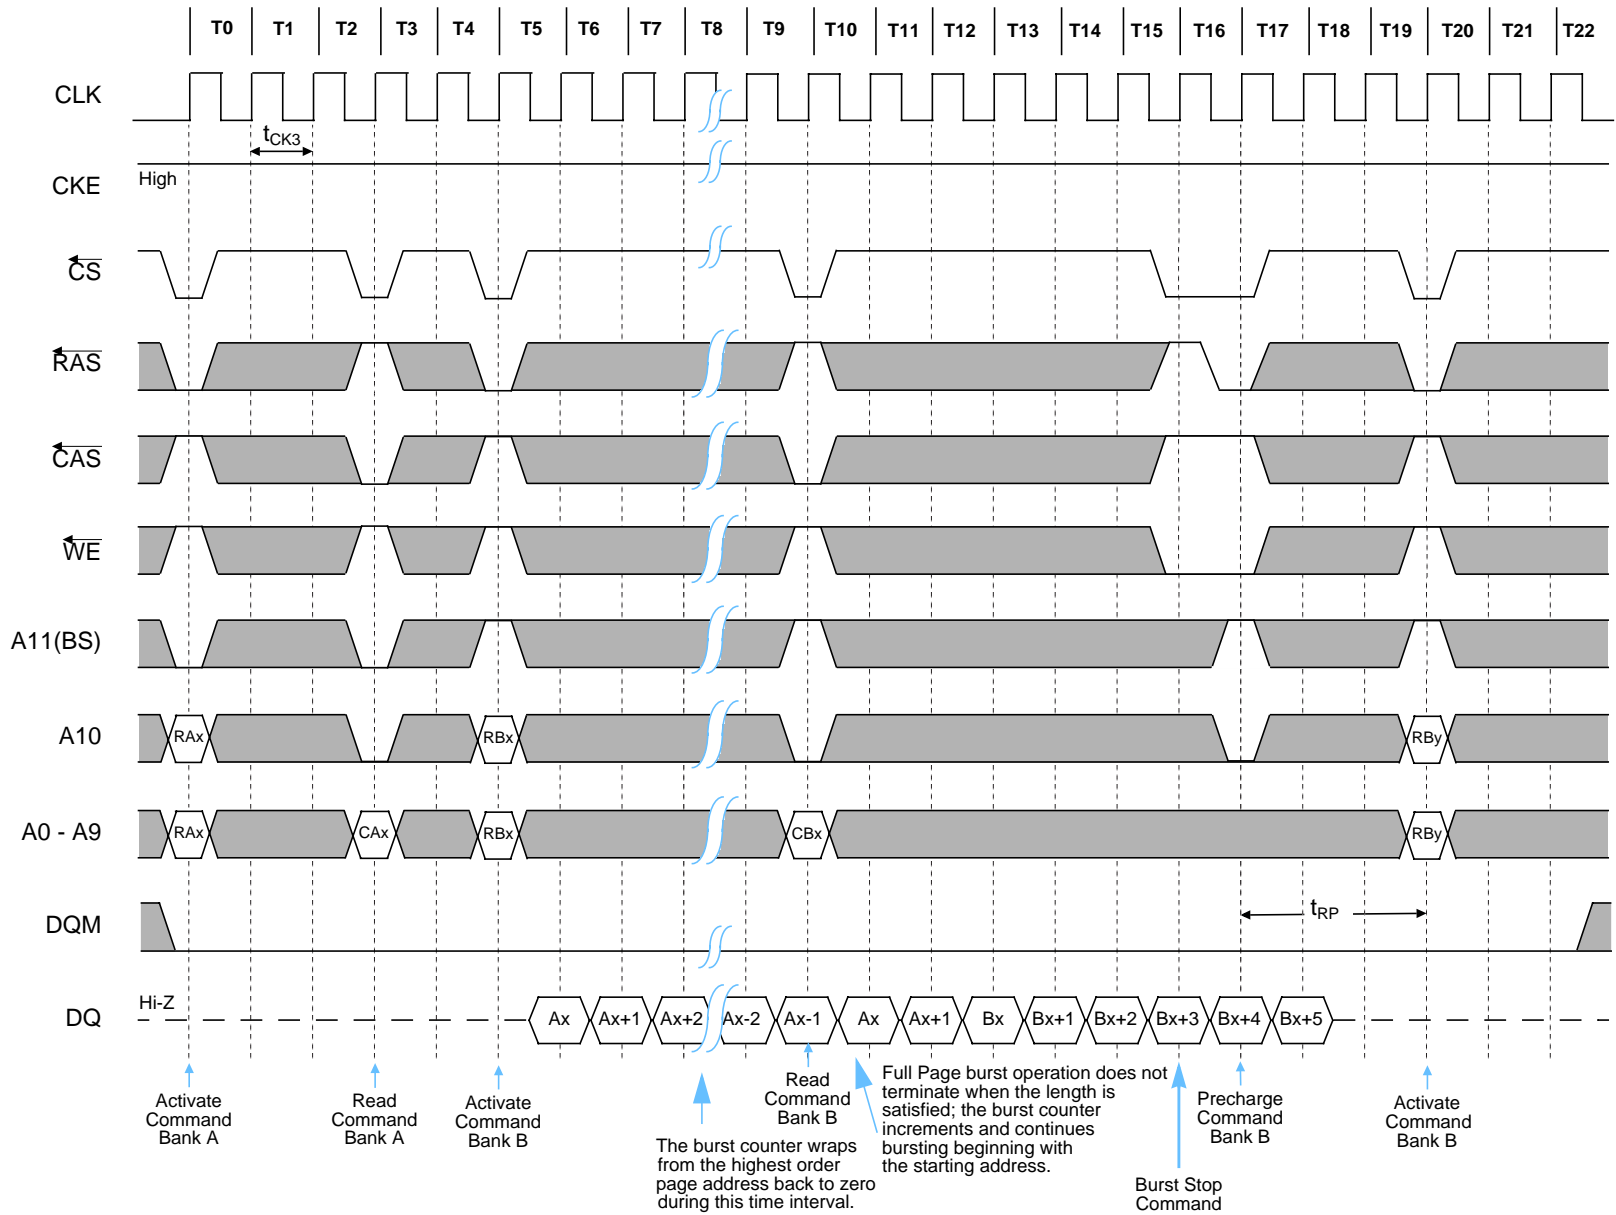 T0 T1 T2 T3 T4 T5 T6 T7 T8 T9 T10 T11 T12 T13 T14 T15 T16 T17 T18 T19 T20 T21 T22
CLK
tCK3
CKE
High
CS
RAS
CAS
WE
A11(BS)
A10
RAx RBx RBy
A0 - A9
RAx CAx RBx CBx RBy
DQM
tRP
DQ
Hi-Z
Ax Ax+1 Ax+2 Ax-2 Ax-1 Ax Ax+1 Bx Bx+1 Bx+2 Bx+3 Bx+4 Bx+5
Activate
Command
Bank A
Read
Command
Bank A
Activate
Command
Bank B
The burst counter wraps
from the highest order
page address back to zero
during this time interval.
Read
Command
Bank B
Full Page burst operation does not
terminate when the length is
satisfied; the burst counter
increments and continues
bursting beginning with
the starting address.
Burst Stop
Command
Precharge
Command
Bank B
Activate
Command
Bank B